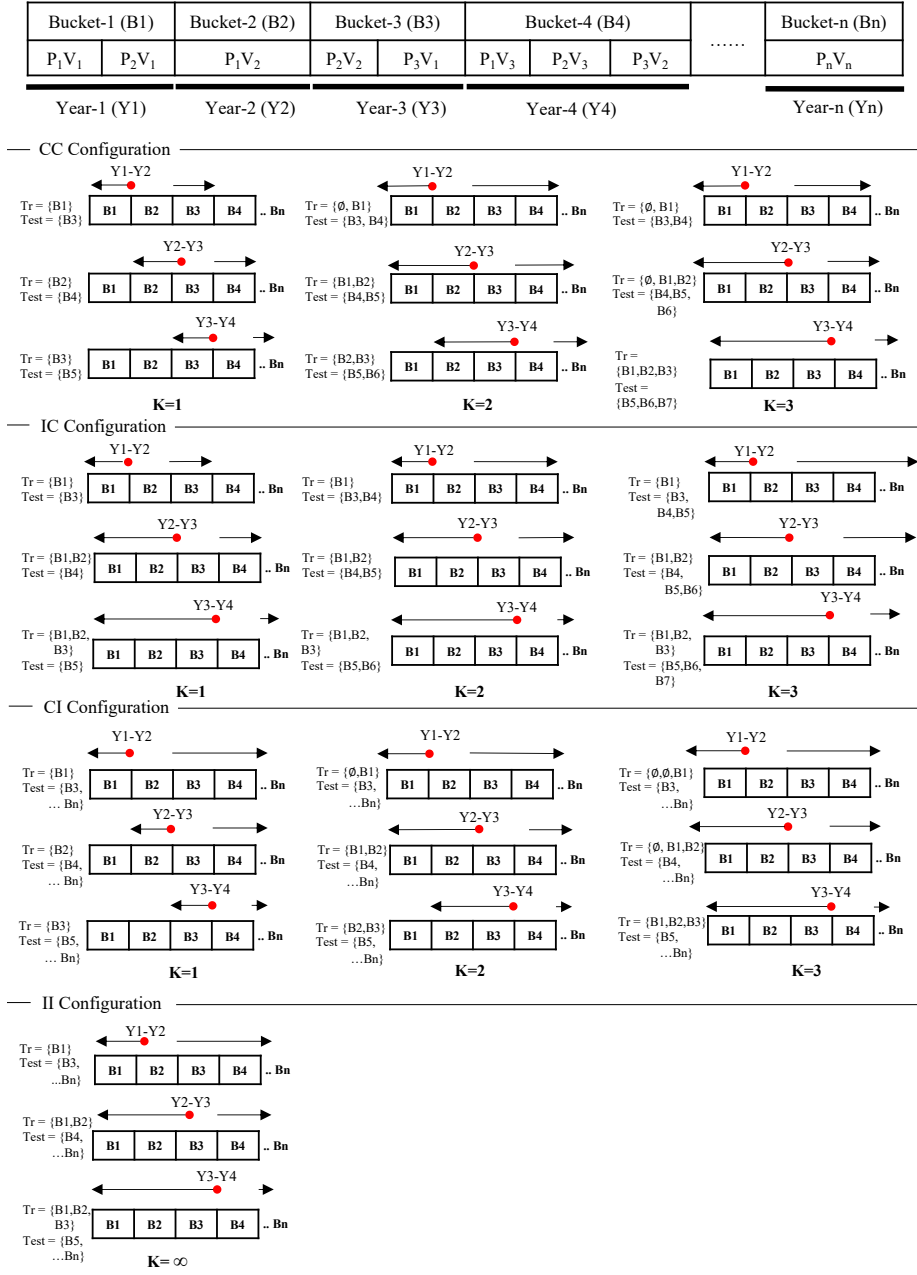 Bucket-1 (B1) Bucket-2 (B2) Bucket-3 (B3) Bucket-4 (B4) Bucket-n (Bn)
P₁V₁ P₂V₁ P₁V₂ P₂V₂ P₃V₁ P₁V₃ P₂V₃ P₃V₂ ...... PₙVₙ
Year-1 (Y1) Year-2 (Y2) Year-3 (Y3) Year-4 (Y4) Year-n (Yn)
CC Configuration
Y1-Y2 Y1-Y2 Y1-Y2
Tr = {B1} Tr = {∅, B1} Tr = {∅, B1}
Test = {B3} Test = {B3, B4} Test = {B3,B4}
B1 B2 B3 B4 .. Bn B1 B2 B3 B4 .. Bn B1 B2 B3 B4 .. Bn
Y2-Y3 Y2-Y3 Y2-Y3
Tr = {B2} Tr = {B1,B2} Tr = {∅, B1,B2}
Test = {B4} Test = {B4,B5} Test = {B4,B5,
B6}
B1 B2 B3 B4 .. Bn B1 B2 B3 B4 .. Bn B1 B2 B3 B4 .. Bn
Y3-Y4 Y3-Y4 Y3-Y4
Tr = {B3} Tr = {B2,B3} Tr =
{B1,B2,B3}
Test = {B5} Test = {B5,B6} Test =
{B5,B6,B7}
B1 B2 B3 B4 .. Bn B1 B2 B3 B4 .. Bn B1 B2 B3 B4 .. Bn
K=1 K=2 K=3
IC Configuration
Y1-Y2 Y1-Y2 Y1-Y2
Tr = {B1} Tr = {B1} Tr = {B1}
Test = {B3} Test = {B3,B4} Test = {B3,
B4,B5}
B1 B2 B3 B4 .. Bn B1 B2 B3 B4 .. Bn B1 B2 B3 B4 .. Bn
Y2-Y3 Y2-Y3 Y2-Y3
Tr = {B1,B2} Tr = {B1,B2} Tr = {B1,B2}
Test = {B4} Test = {B4,B5} Test = {B4,
B5,B6}
B1 B2 B3 B4 .. Bn B1 B2 B3 B4 .. Bn B1 B2 B3 B4 .. Bn
Y3-Y4 Y3-Y4 Y3-Y4
Tr = {B1,B2, Tr = {B1,B2, Tr = {B1,B2,
B3} B3} B3}
Test = {B5} Test = {B5,B6} Test = {B5,B6,
B7}
B1 B2 B3 B4 .. Bn B1 B2 B3 B4 .. Bn B1 B2 B3 B4 .. Bn
K=1 K=2 K=3
CI Configuration
Y1-Y2 Y1-Y2 Y1-Y2
Tr = {B1} Tr = {∅,B1} Tr = {∅,∅,B1}
Test = {B3, Test = {B3, Test = {B3,
… Bn} …Bn} …Bn}
B1 B2 B3 B4 .. Bn B1 B2 B3 B4 .. Bn B1 B2 B3 B4 .. Bn
Y2-Y3 Y2-Y3 Y2-Y3
Tr = {B2} Tr = {B1,B2} Tr = {∅, B1,B2}
Test = {B4, Test = {B4, Test = {B4,
… Bn} …Bn} …Bn}
B1 B2 B3 B4 .. Bn B1 B2 B3 B4 .. Bn B1 B2 B3 B4 .. Bn
Y3-Y4 Y3-Y4 Y3-Y4
Tr = {B3} Tr = {B2,B3} Tr = {B1,B2,B3}
Test = {B5, Test = {B5, Test = {B5,
… Bn} …Bn} …Bn}
B1 B2 B3 B4 .. Bn B1 B2 B3 B4 .. Bn B1 B2 B3 B4 .. Bn
K=1 K=2 K=3
II Configuration
Y1-Y2
Tr = {B1}
Test = {B3,
...Bn}
B1 B2 B3 B4 .. Bn
Y2-Y3
Tr = {B1,B2}
Test = {B4,
…Bn}
B1 B2 B3 B4 .. Bn
Y3-Y4
Tr = {B1,B2,
B3}
Test = {B5,
…Bn}
B1 B2 B3 B4 .. Bn
K= ∞